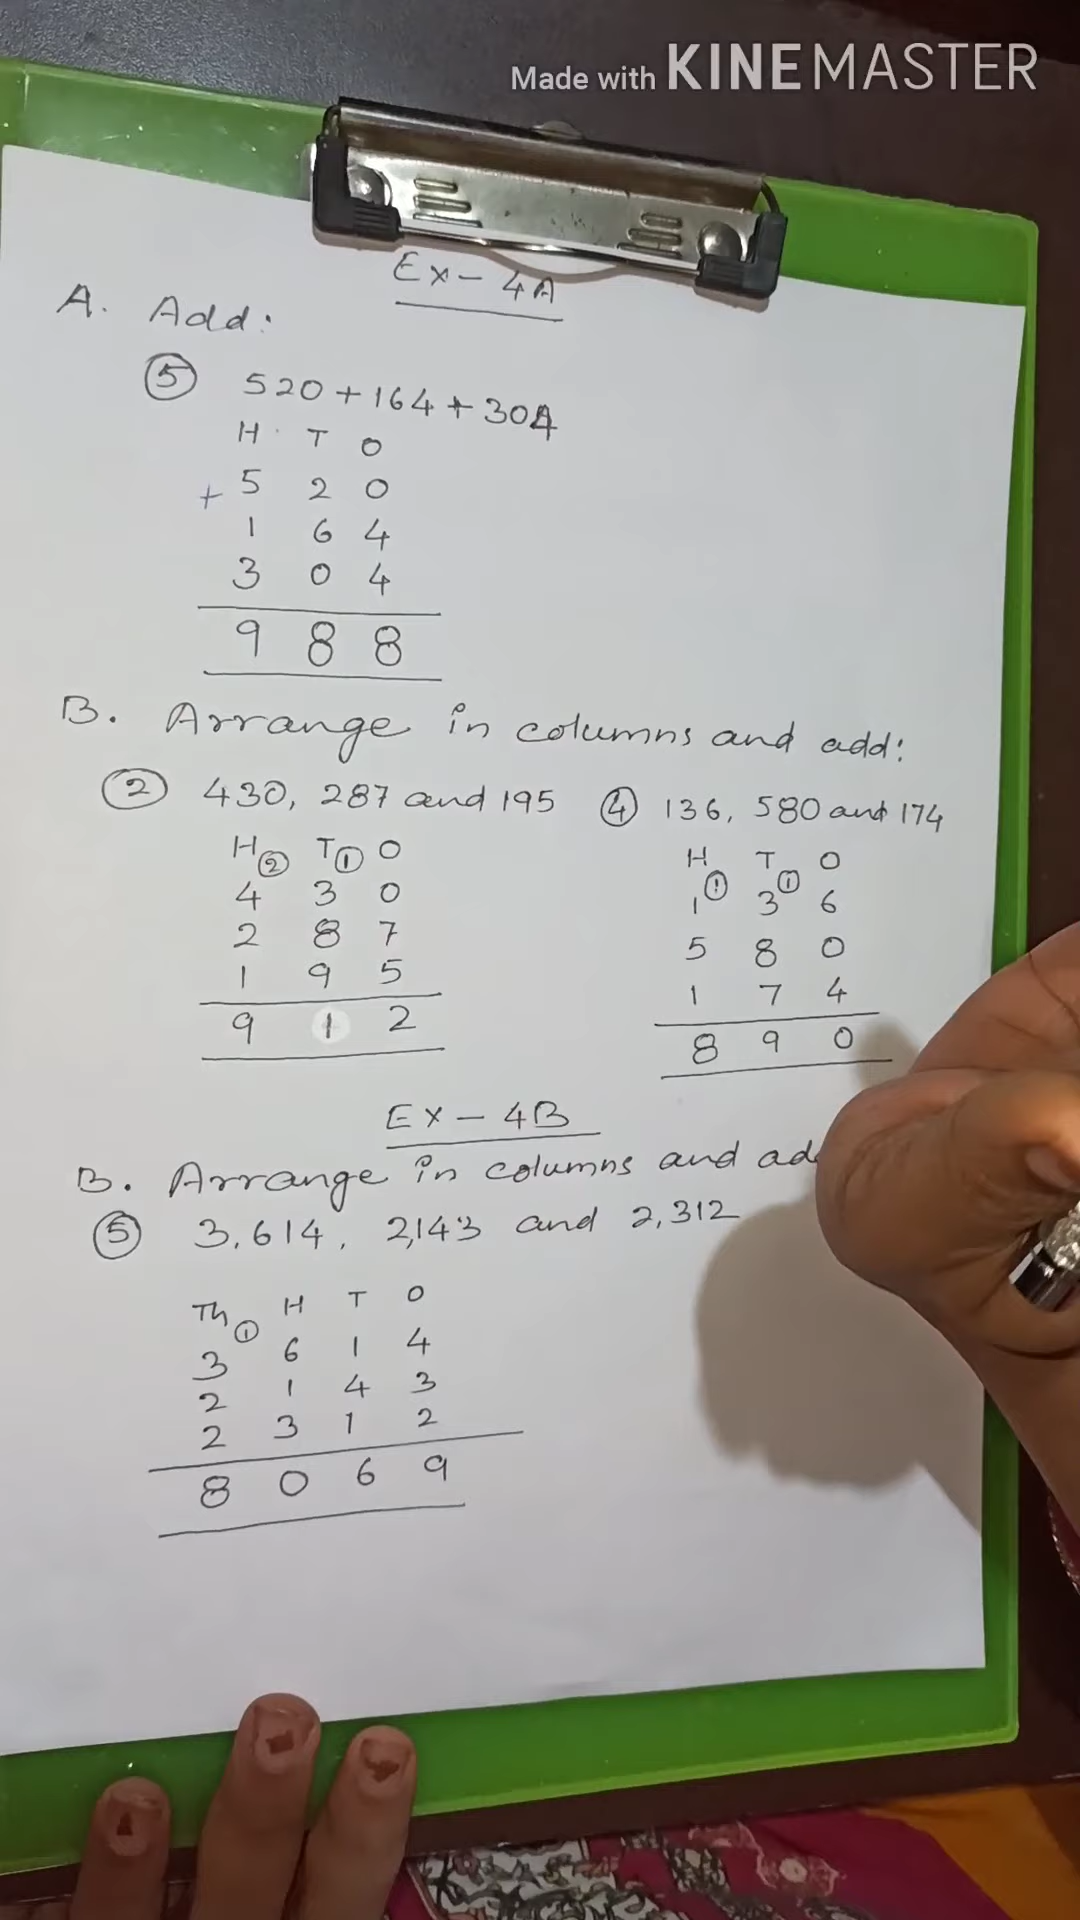 Made with KINEMASTER
Ex - 4A
A. Add:
⑤ 520 + 164 + 304
H T O
+ 5 2 0
1 6 4
3 0 4
9 8 8
B. Arrange in columns and add:
② 430, 287 and 195
H ② T ① O
4 3 0
2 8 7
1 9 5
9 1 2
④ 136, 580 and 174
H T O
① ①
1 3 6
5 8 0
1 7 4
8 9 0
EX - 4B
B. Arrange in columns and
⑤ 3,614, 2,143 and 2,312
Th H T O
①
3 6 1 4
2 1 4 3
2 3 1 2
8 0 6 9